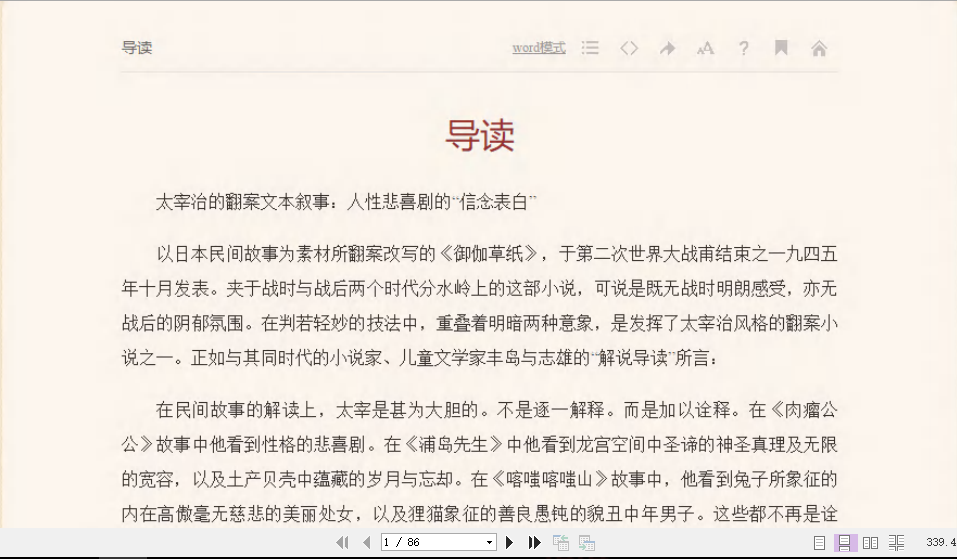 导读
word模式
导读
太宰治的翻案文本叙事：人性悲喜剧的“信念表白”
以日本民间故事为素材所翻案改写的《御伽草纸》，于第二次世界大战甫结束之一九四五
年十月发表。夹于战时与战后两个时代分水岭上的这部小说，可说是既无战时明朗感受，亦无
战后的阴郁氛围。在判若轻妙的技法中，重叠着明暗两种意象，是发挥了太宰治风格的翻案小
说之一。正如与其同时代的小说家、儿童文学家丰岛与志雄的“解说导读”所言：
在民间故事的解读上，太宰是甚为大胆的。不是逐一解释。而是加以诠释。在《肉瘤公
公》故事中他看到性格的悲喜剧。在《浦岛先生》中他看到龙宫空间中圣谛的神圣真理及无限
的宽容，以及土产贝壳中蕴藏的岁月与忘却。在《喀嗤喀嗤山》故事中，他看到兔子所象征的
内在高傲毫无慈悲的美丽处女，以及狸猫象征的善良愚钝的貌丑中年男子。这些都不再是诠
1 / 86
339.4